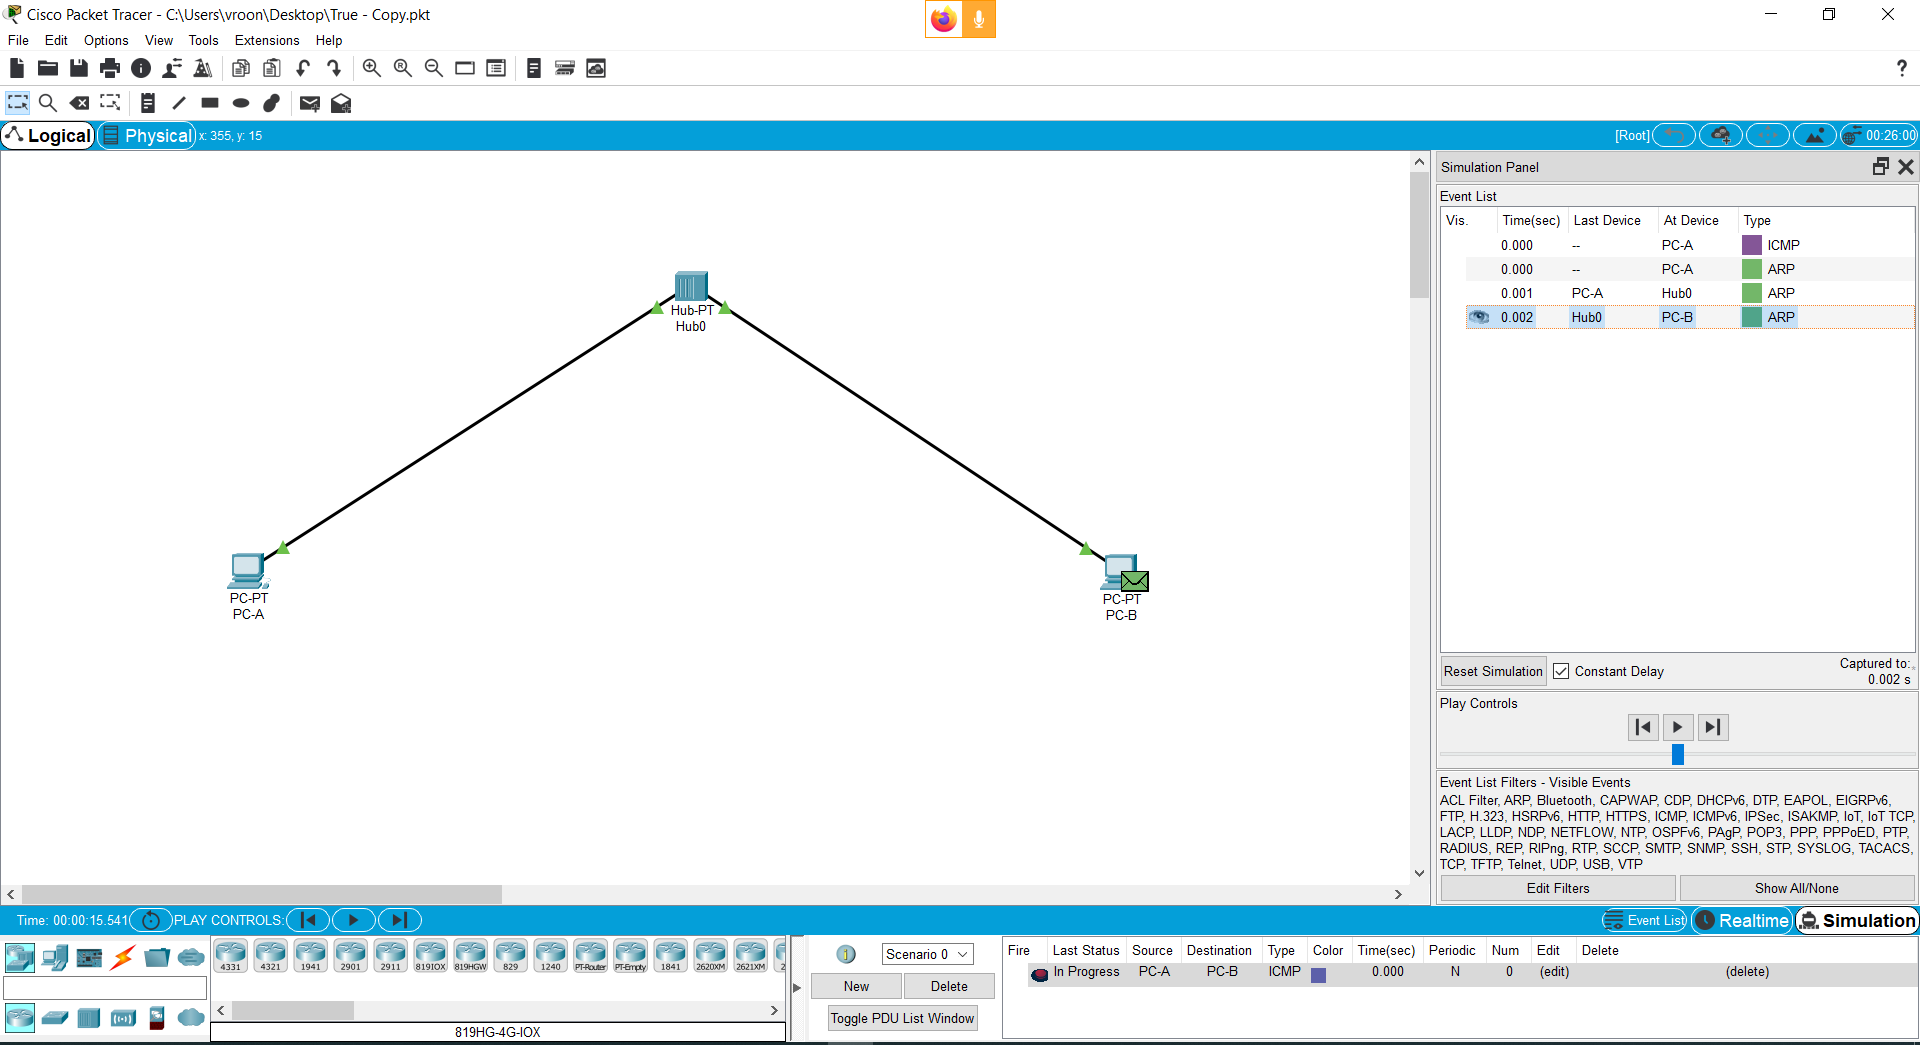 Cisco Packet Tracer - C:\Users\vroon\Desktop\True - Copy.pkt
File Edit Options View Tools Extensions Help
?
Logical Physical x: 355, y: 15 [Root] 00:26:00
Simulation Panel
Event List
Vis. Time(sec) Last Device At Device Type
0.000 -- PC-A ICMP
0.000 -- PC-A ARP
0.001 PC-A Hub0 ARP
0.002 Hub0 PC-B ARP
Hub-PT
Hub0
PC-PT
PC-A
PC-PT
PC-B
Reset Simulation Constant Delay Captured to:
0.002 s
Play Controls
Event List Filters - Visible Events
ACL Filter, ARP, Bluetooth, CAPWAP, CDP, DHCPv6, DTP, EAPOL, EIGRPv6,
FTP, H.323, HSRPv6, HTTP, HTTPS, ICMP, ICMPv6, IPSec, ISAKMP, IoT, IoT TCP,
LACP, LLDP, NDP, NETFLOW, NTP, OSPFv6, PAgP, POP3, PPP, PPPoED, PTP,
RADIUS, REP, RIPng, RTP, SCCP, SMTP, SNMP, SSH, STP, SYSLOG, TACACS,
TCP, TFTP, Telnet, UDP, USB, VTP
Edit Filters Show All/None
Time: 00:00:15.541 PLAY CONTROLS: Event List Realtime Simulation
4331 4321 1941 2901 2911 819IOX 819HGW 829 1240 PT-Router PT-Empty 1841 2620XM 2621XM 2
819HG-4G-IOX
Scenario 0
New Delete
Toggle PDU List Window
Fire Last Status Source Destination Type Color Time(sec) Periodic Num Edit Delete
In Progress PC-A PC-B ICMP 0.000 N 0 (edit) (delete)